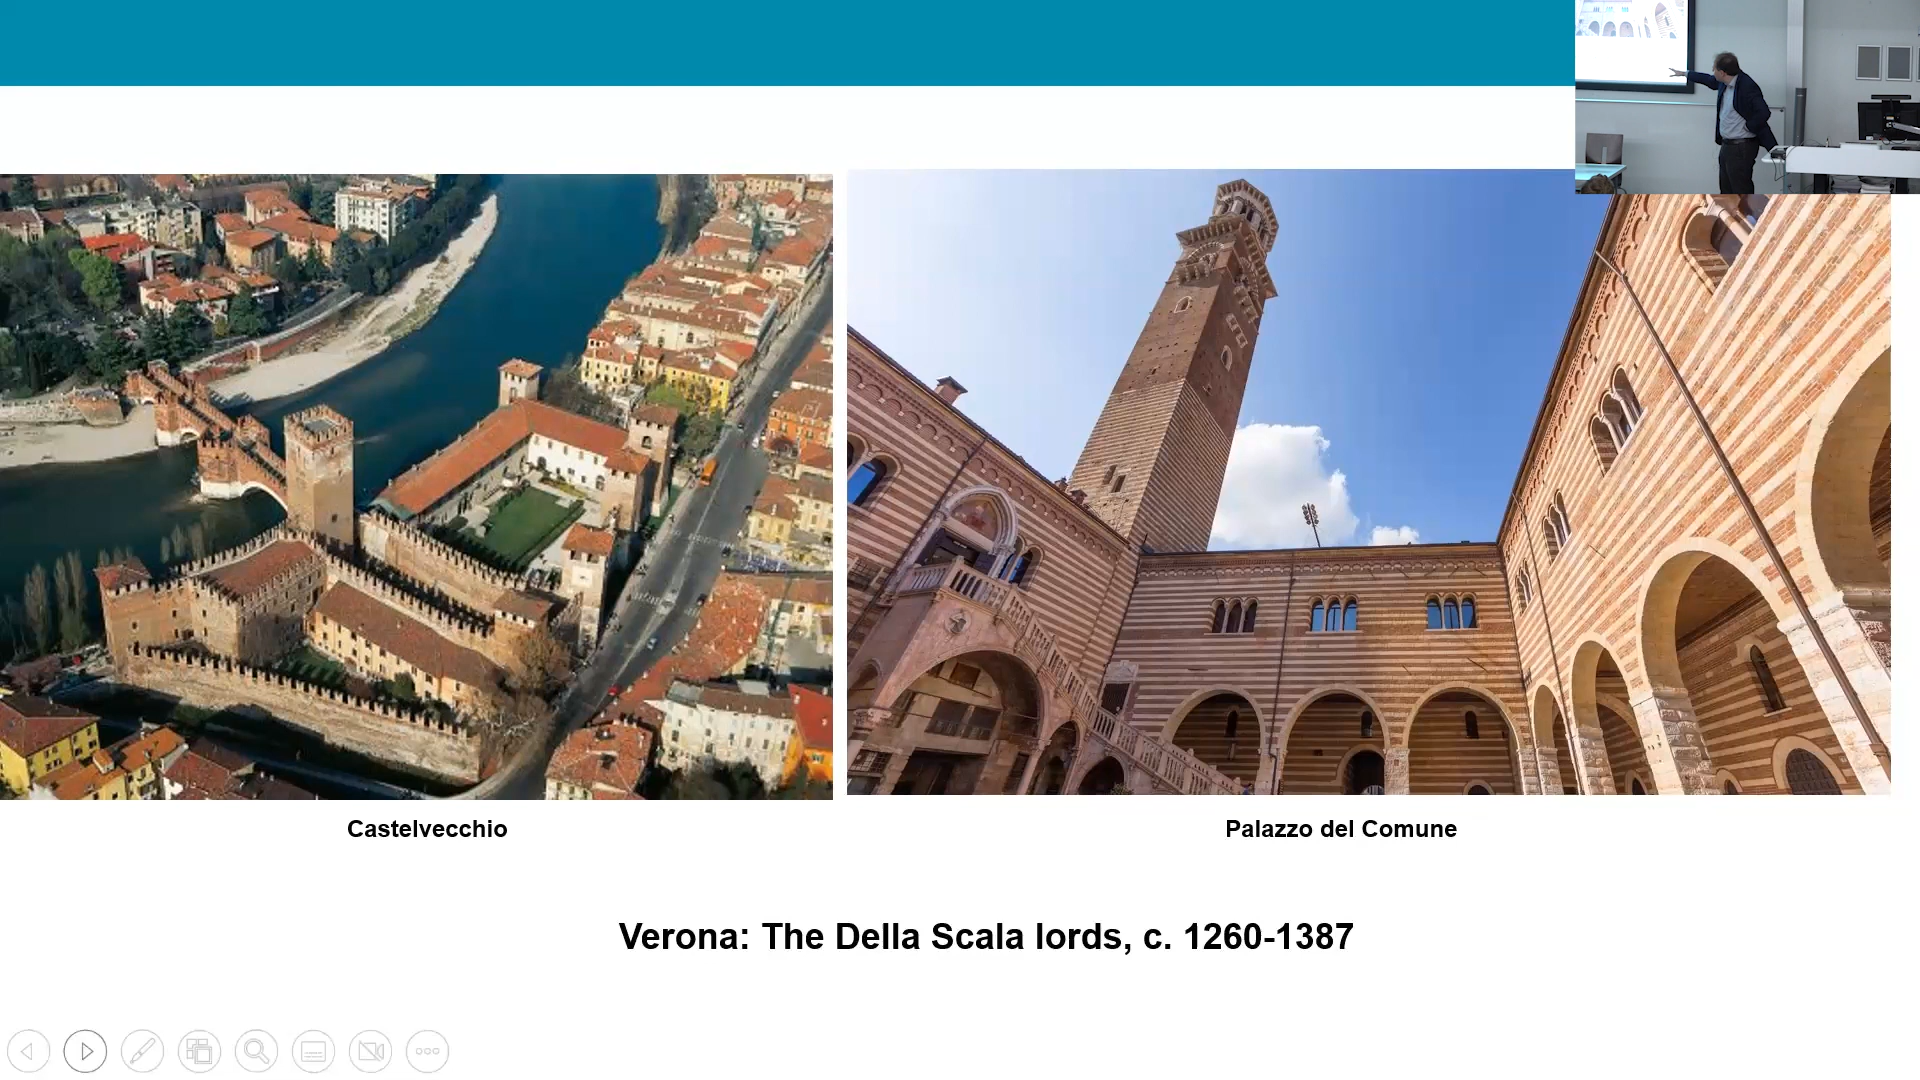 Castelvecchio
Palazzo del Comune
Verona: The Della Scala lords, c. 1260-1387